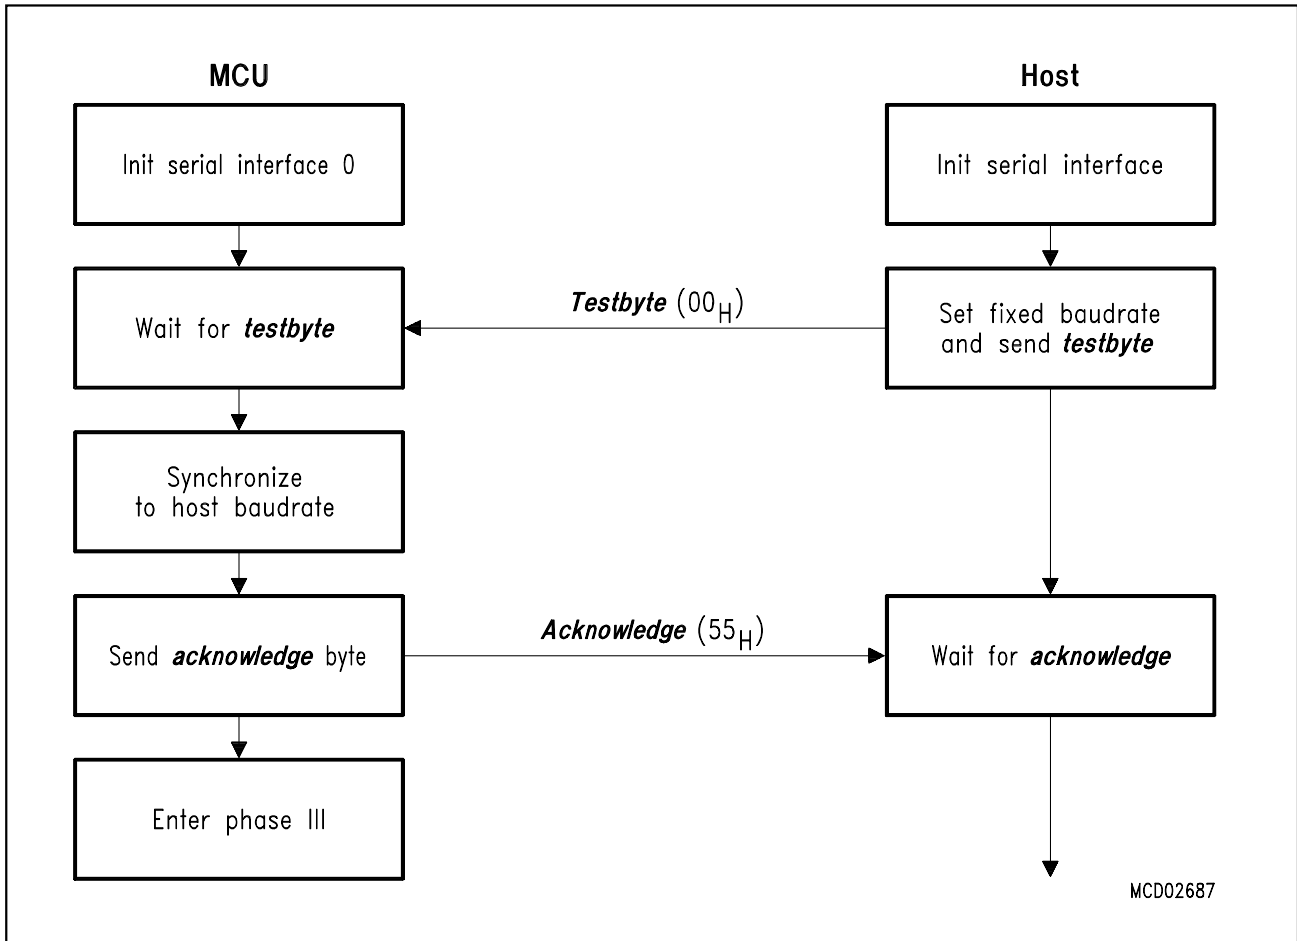 MCU
Host
Init serial interface 0
Init serial interface
Testbyte (00H)
Wait for testbyte
Set fixed baudrate
and send testbyte
Synchronize
to host baudrate
Acknowledge (55H)
Send acknowledge byte
Wait for acknowledge
Enter phase III
MCD02687